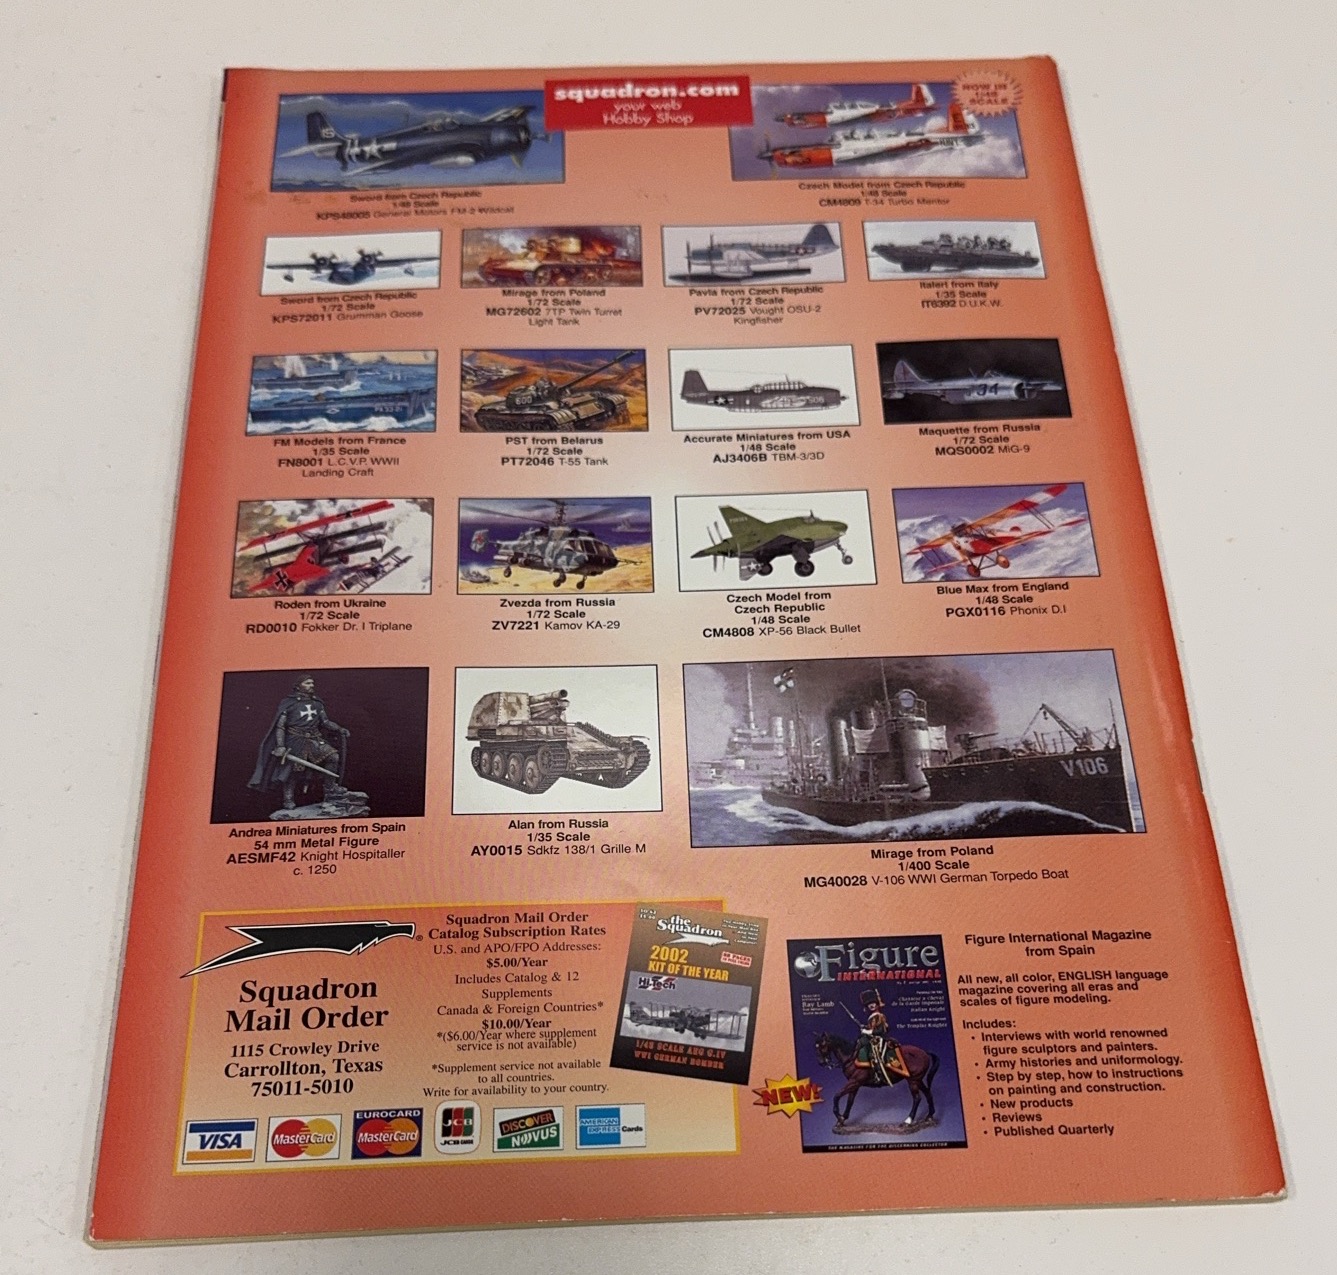 squadron.com
your web
Hobby Shop
NOW IN
1/48
SCALE
Sword from Czech Republic
1/48 Scale
KPS48005 General Motors FM-2 Wildcat
Czech Model from Czech Republic
1/48 Scale
CM4809 T-34 Turbo Mentor
Sword from Czech Republic
1/72 Scale
KPS72011 Grumman Goose
Mirage from Poland
1/72 Scale
MG72602 7TP Twin Turret
Light Tank
Pavla from Czech Republic
1/72 Scale
PV72025 Vought OSU-2
Kingfisher
Italeri from Italy
1/35 Scale
IT6392 D.U.K.W.
FM Models from France
1/35 Scale
FN8001 L.C.V.P. WWII
Landing Craft
600
PST from Belarus
1/72 Scale
PT72046 T-55 Tank
Accurate Miniatures from USA
1/48 Scale
AJ3406B TBM-3/3D
34
Maquette from Russia
1/72 Scale
MQS0002 MiG-9
Roden from Ukraine
1/72 Scale
RD0010 Fokker Dr. I Triplane
Zvezda from Russia
1/72 Scale
ZV7221 Kamov KA-29
Czech Model from
Czech Republic
1/48 Scale
CM4808 XP-56 Black Bullet
Blue Max from England
1/48 Scale
PGX0116 Phonix D.I
Andrea Miniatures from Spain
54 mm Metal Figure
AESMF42 Knight Hospitaller
c. 1250
Alan from Russia
1/35 Scale
AY0015 Sdkfz 138/1 Grille M
V106
Mirage from Poland
1/400 Scale
MG40028 V-106 WWI German Torpedo Boat
®
Squadron
Mail Order
1115 Crowley Drive
Carrollton, Texas
75011-5010
Squadron Mail Order
Catalog Subscription Rates
U.S. and APO/FPO Addresses:
$5.00/Year
Includes Catalog & 12
Supplements
Canada & Foreign Countries*
$10.00/Year
*($6.00/Year where supplement
service is not available)
*Supplement service not available
to all countries.
Write for availability to your country.
VISA
MasterCard
EUROCARD
MasterCard
JCB
JCB CARD
DISCOVER
NOVUS
AMERICAN
EXPRESS Cards
the
Squadron
2002
KIT OF THE YEAR
Hi-Tech
1/48 SCALE AEG G.IV
WWI GERMAN BOMBER
NEW!
Figure
INTERNATIONAL
Ray Lamb
The Templar Knights
THE MAGAZINE FOR THE MILLENNIUM COLLECTOR
Figure International Magazine
from Spain
All new, all color, ENGLISH language
magazine covering all eras and
scales of figure modeling.
Includes:
• Interviews with world renowned
figure sculptors and painters.
• Army histories and uniformology.
• Step by step, how to instructions
on painting and construction.
• New products
• Reviews
• Published Quarterly